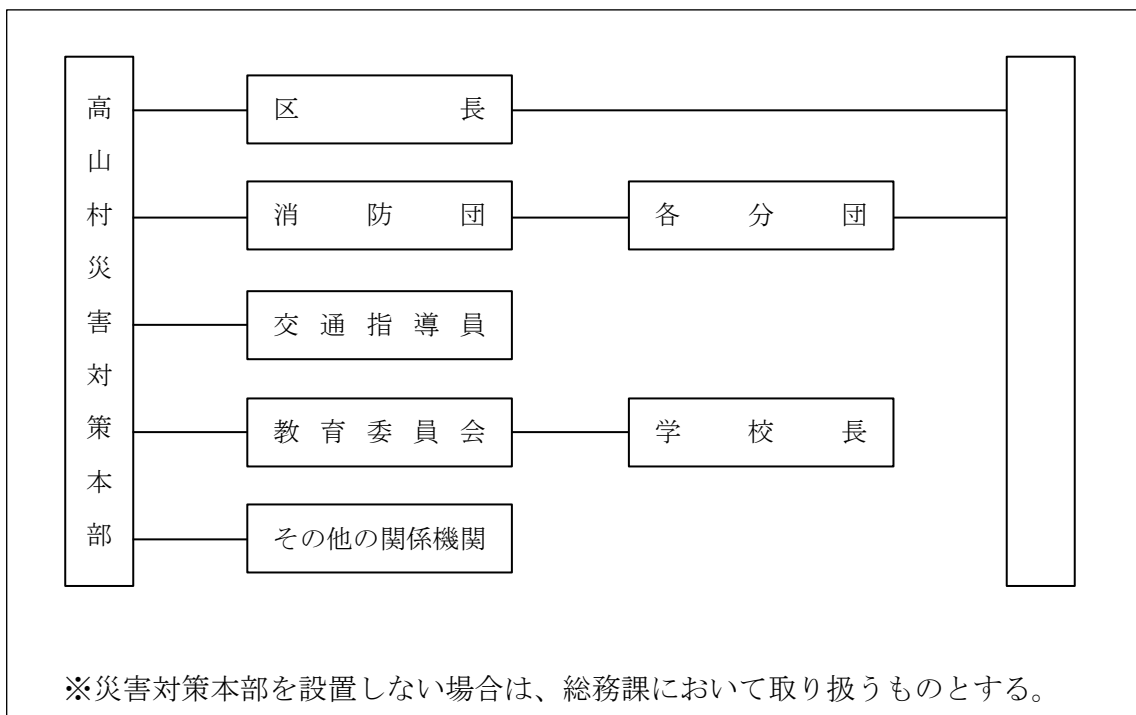 高山村災害対策本部
区長
消防団
各分団
交通指導員
教育委員会
学校長
その他の関係機関
※災害対策本部を設置しない場合は、総務課において取り扱うものとする。